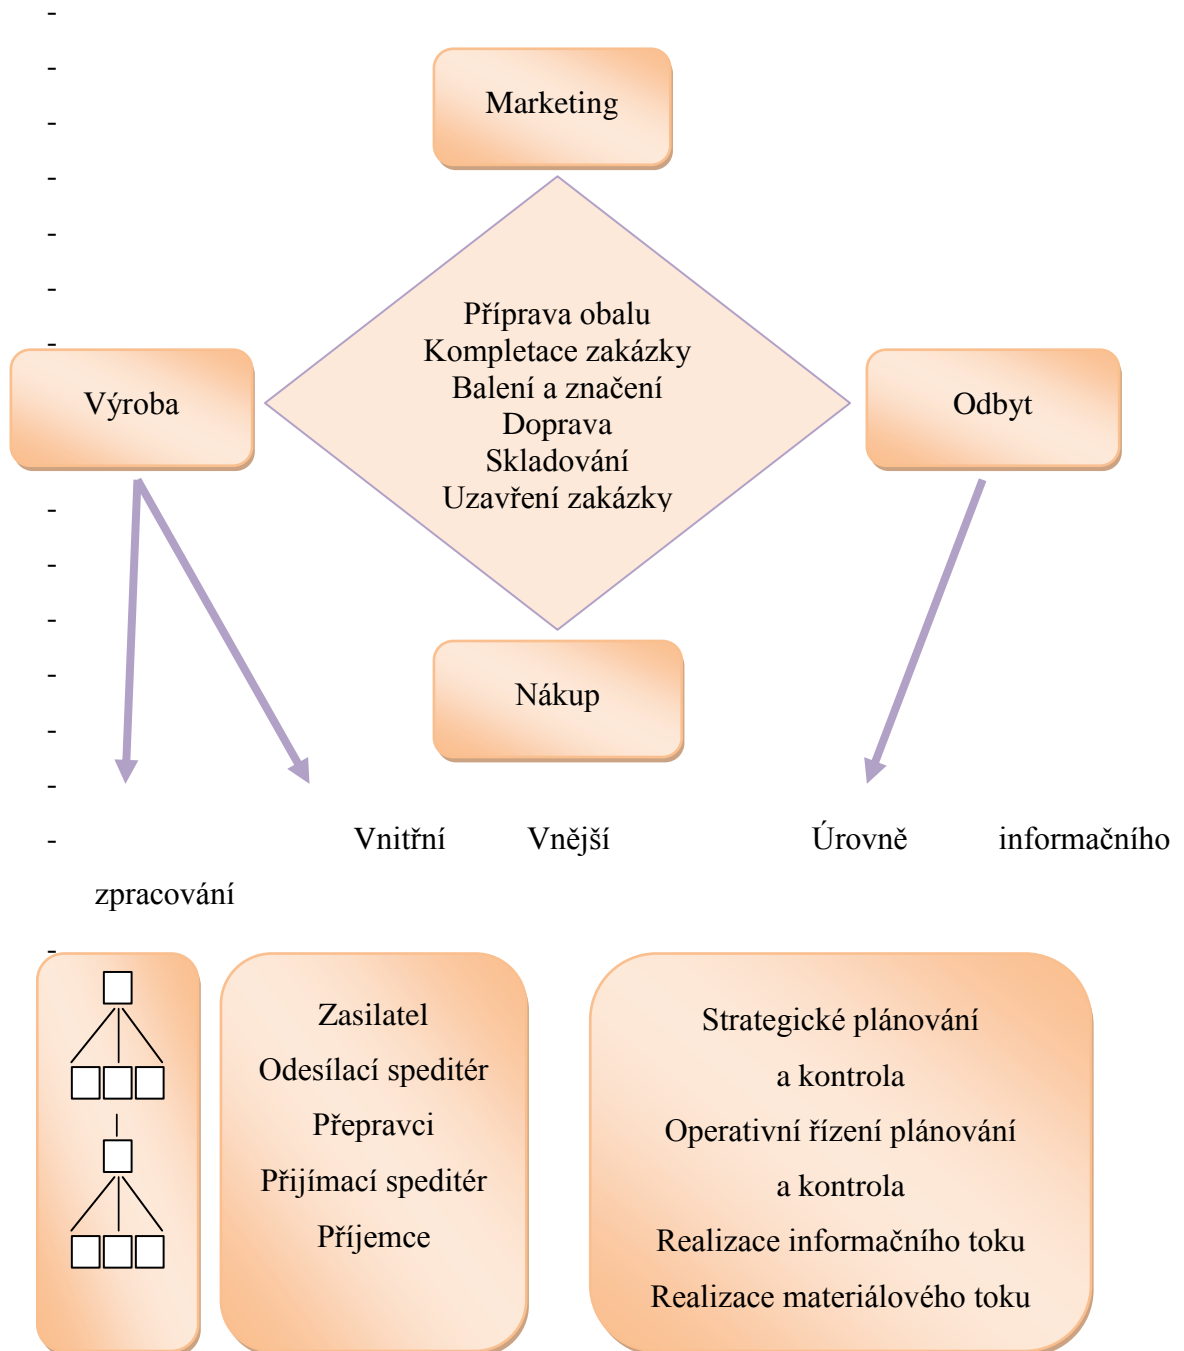 -
-
Marketing
-
-
-
-
Příprava obalu
-
Kompletace zakázky
Výroba
Balení a značení
Odbyt
Doprava
Skladování
Uzavření zakázky
-
-
-
-
Nákup
-
-
- Vnitřní Vnější Úrovně informačního
zpracování
-
Zasilatel
Odesílací speditér
Přepravci
Přijímací speditér
Příjemce
Strategické plánování
a kontrola
Operativní řízení plánování
a kontrola
Realizace informačního toku
Realizace materiálového toku